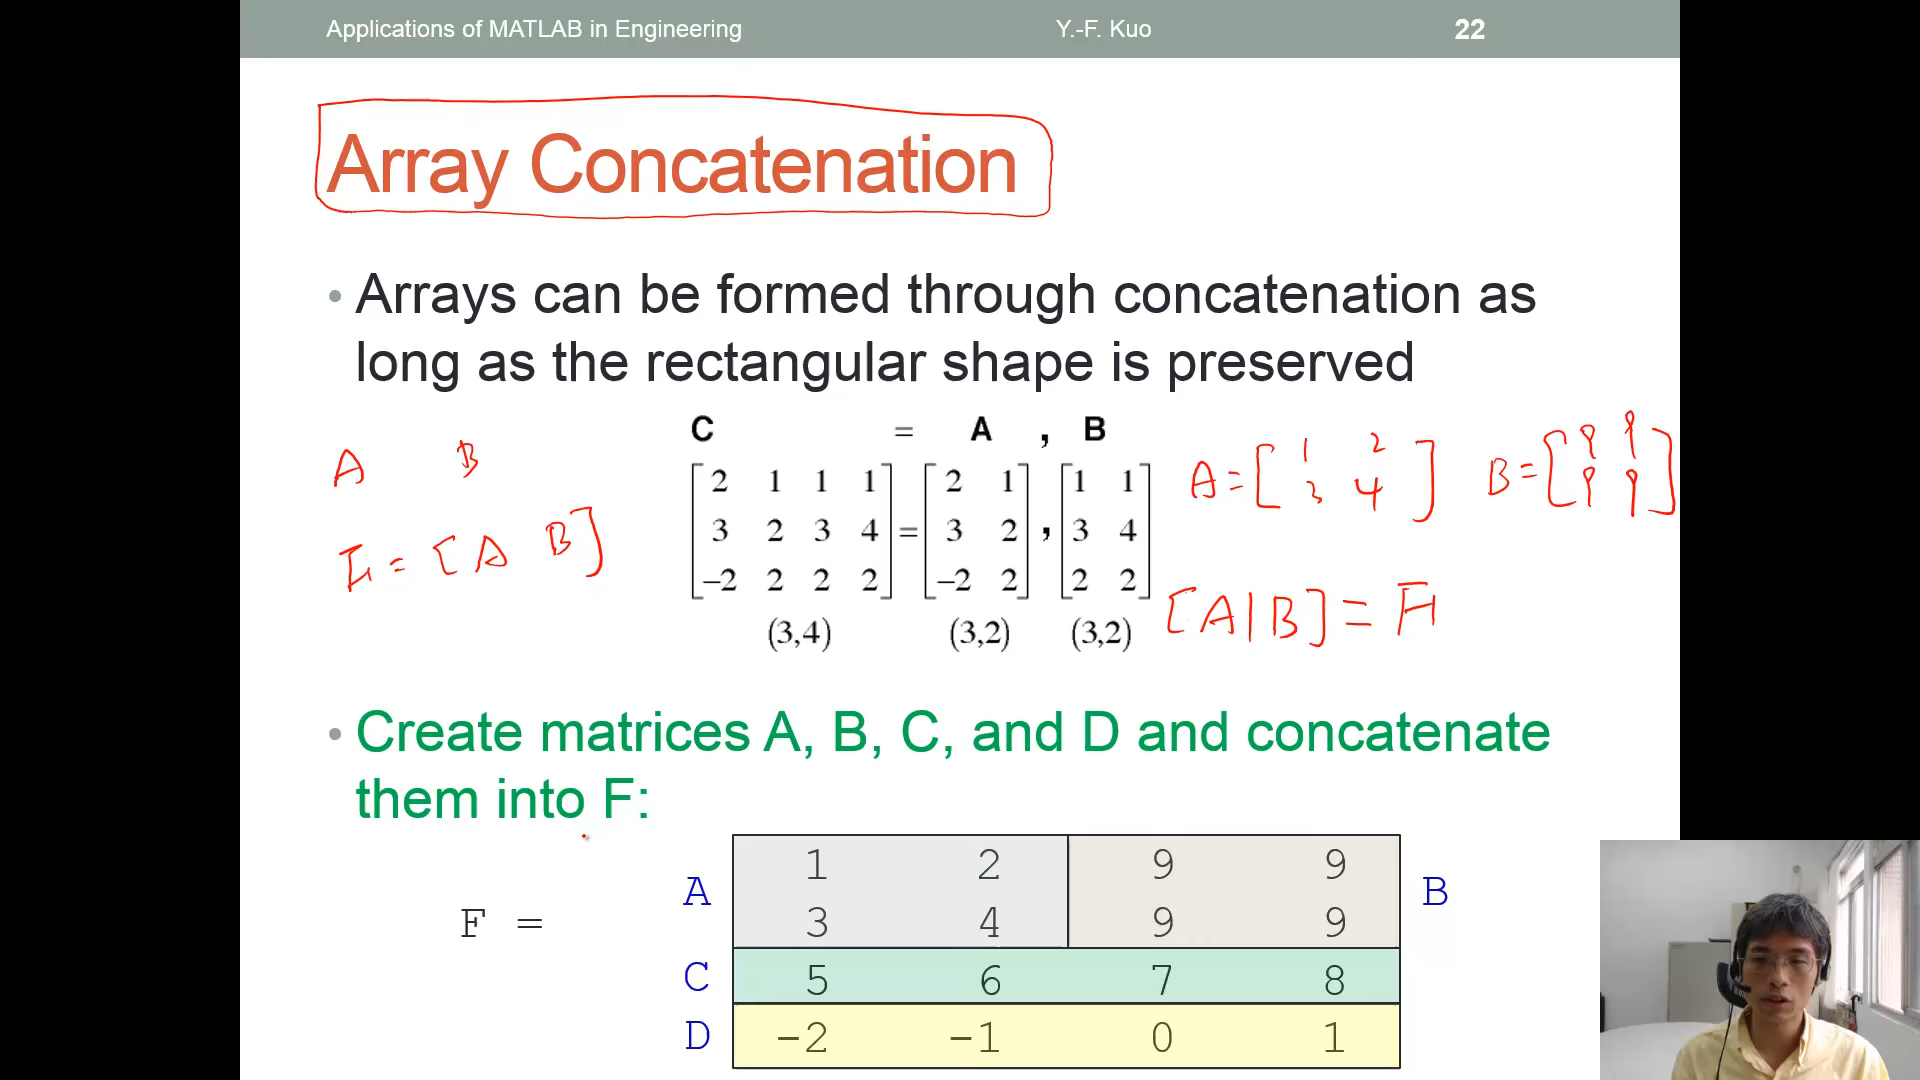 Applications of MATLAB in Engineering Y.-F. Kuo 22
Array Concatenation
• Arrays can be formed through concatenation as
long as the rectangular shape is preserved
C = A , B
2 1 1 1 2 1 1 1
3 2 3 4 = 3 2 , 3 4
−2 2 2 2 −2 2 2 2
(3,4) (3,2) (3,2)
A B
F = [A B]
A = [1 2
3 4]
B = [9 9
9 9]
[A|B] = F
• Create matrices A, B, C, and D and concatenate
them into F:
F =
A 1 2 9 9 B
3 4 9 9
C 5 6 7 8
D -2 -1 0 1